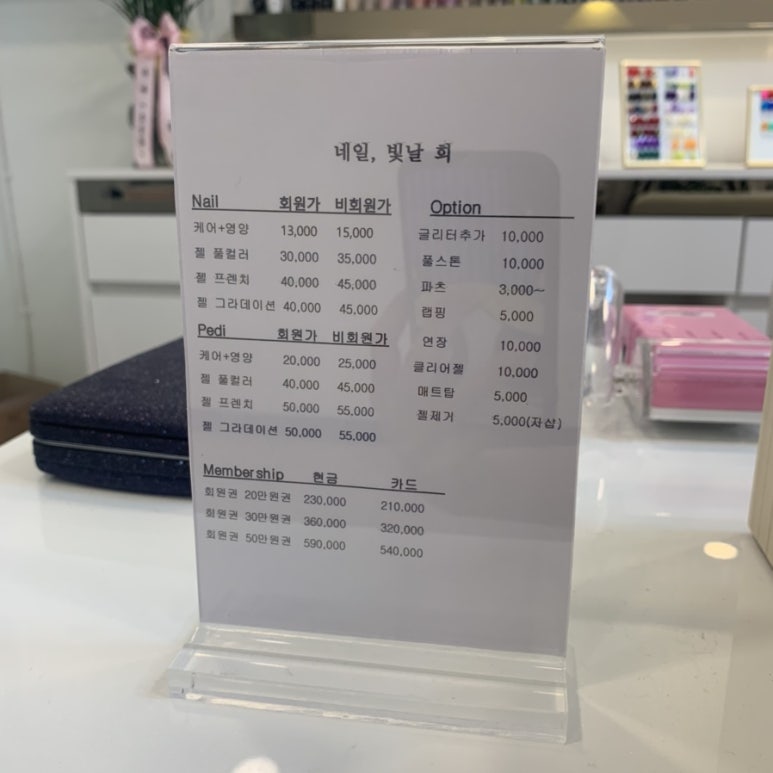 네일, 빛날 희
Nail 회원가 비회원가
케어+영양 13,000 15,000
젤 풀컬러 30,000 35,000
젤 프렌치 40,000 45,000
젤 그라데이션 40,000 45,000
Pedi 회원가 비회원가
케어+영양 20,000 25,000
젤 풀컬러 40,000 45,000
젤 프렌치 50,000 55,000
젤 그라데이션 50,000 55,000
Option
글리터추가 10,000
풀스톤 10,000
파츠 3,000~
랩핑 5,000
연장 10,000
클리어젤 10,000
매트탑 5,000
젤제거 5,000(자샵)
Membership 현금 카드
회원권 20만원권 230,000 210,000
회원권 30만원권 360,000 320,000
회원권 50만원권 590,000 540,000